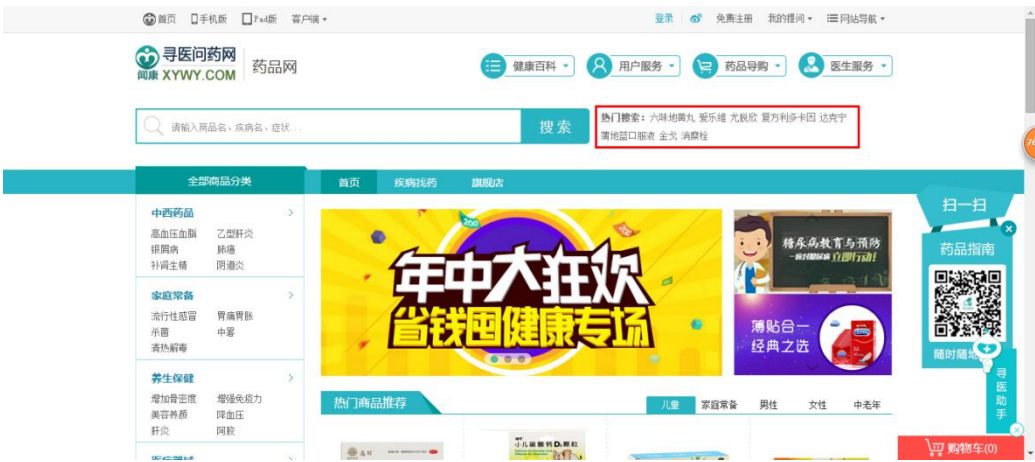 首页 手机版 iPad版 客户端
登录 免费注册 我的提问 网站导航
寻医问药网
闻康 XYWY.COM
药品网
健康百科 用户服务 药品导购 医生服务
请输入商品名、疾病名、症状...
搜索
热门搜索：六味地黄丸 爱乐维 尤靓欣 复方利多卡因 达克宁
蒲地蓝口服液 金戈 消糜栓
全部商品分类 首页 疾病找药 旗舰店
中西药品
高血压血脂 乙型肝炎
银屑病 肺癌
补肾生精 阴道炎
家庭常备
流行性感冒 胃痛胃胀
杀菌 中暑
清热解毒
养生保健
增加骨密度 增强免疫力
美容养颜 降血压
肝炎 阿胶
年中大狂欢
省钱囤健康专场
糖尿病教育与预防
立即行动!
薄贴合一
经典之选
扫一扫
药品指南
随时随地
寻医助手
热门商品推荐
儿童 家庭常备 男性 女性 中老年
购物车(0)